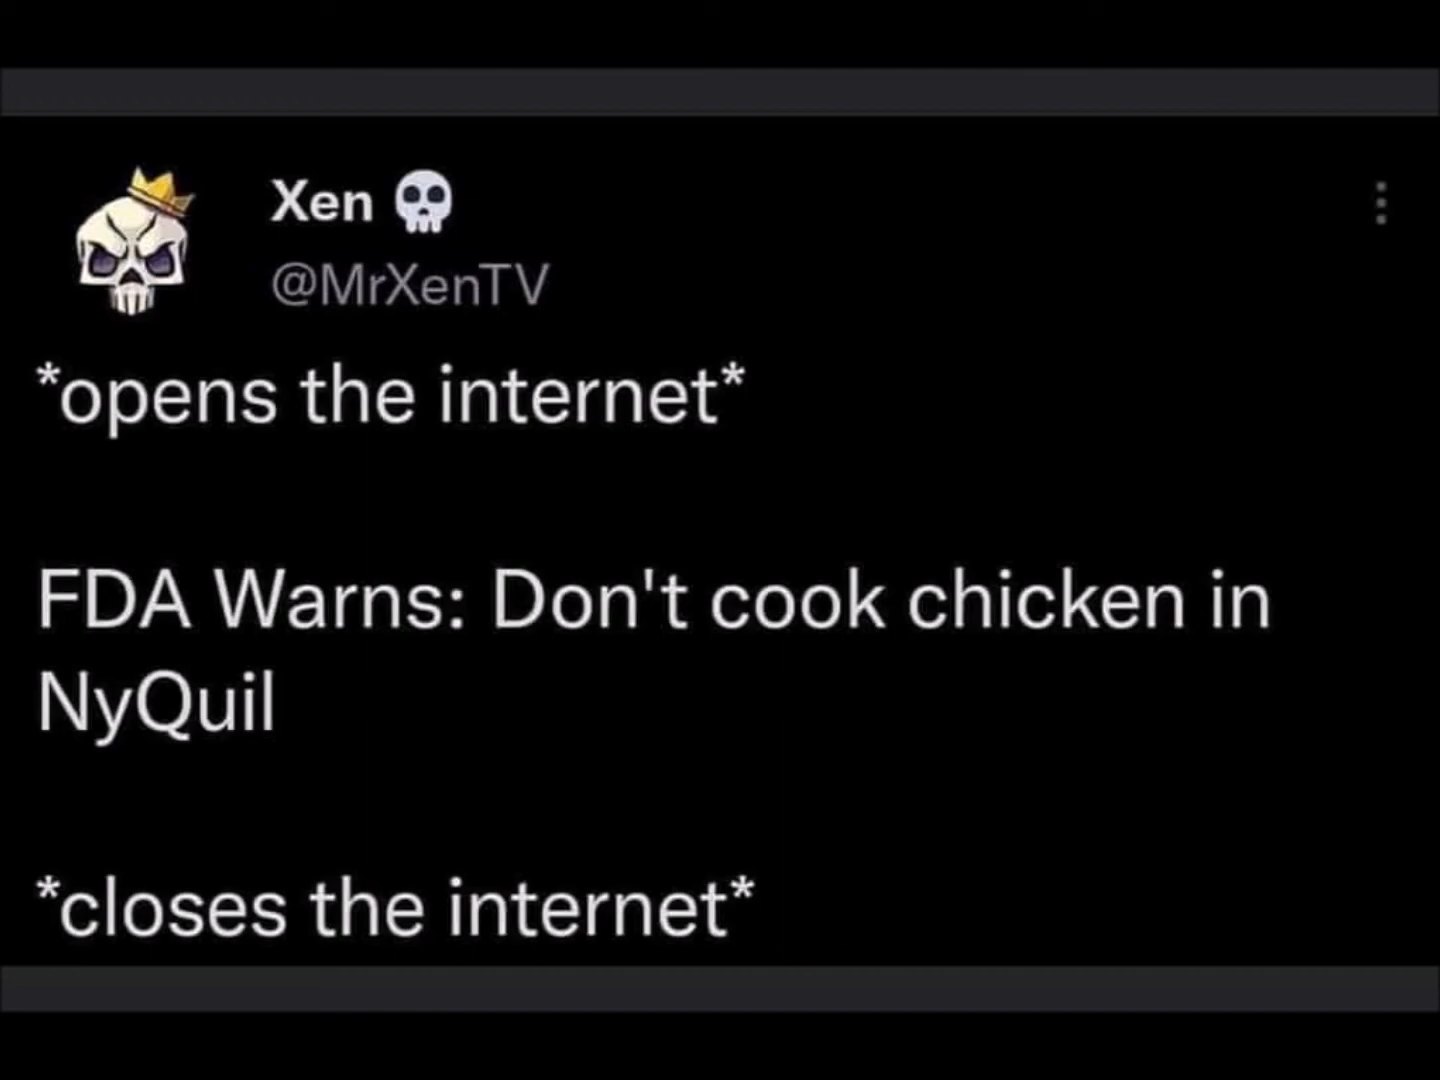 Xen 💀
@MrXenTV
*opens the internet*
FDA Warns: Don't cook chicken in
NyQuil
*closes the internet*